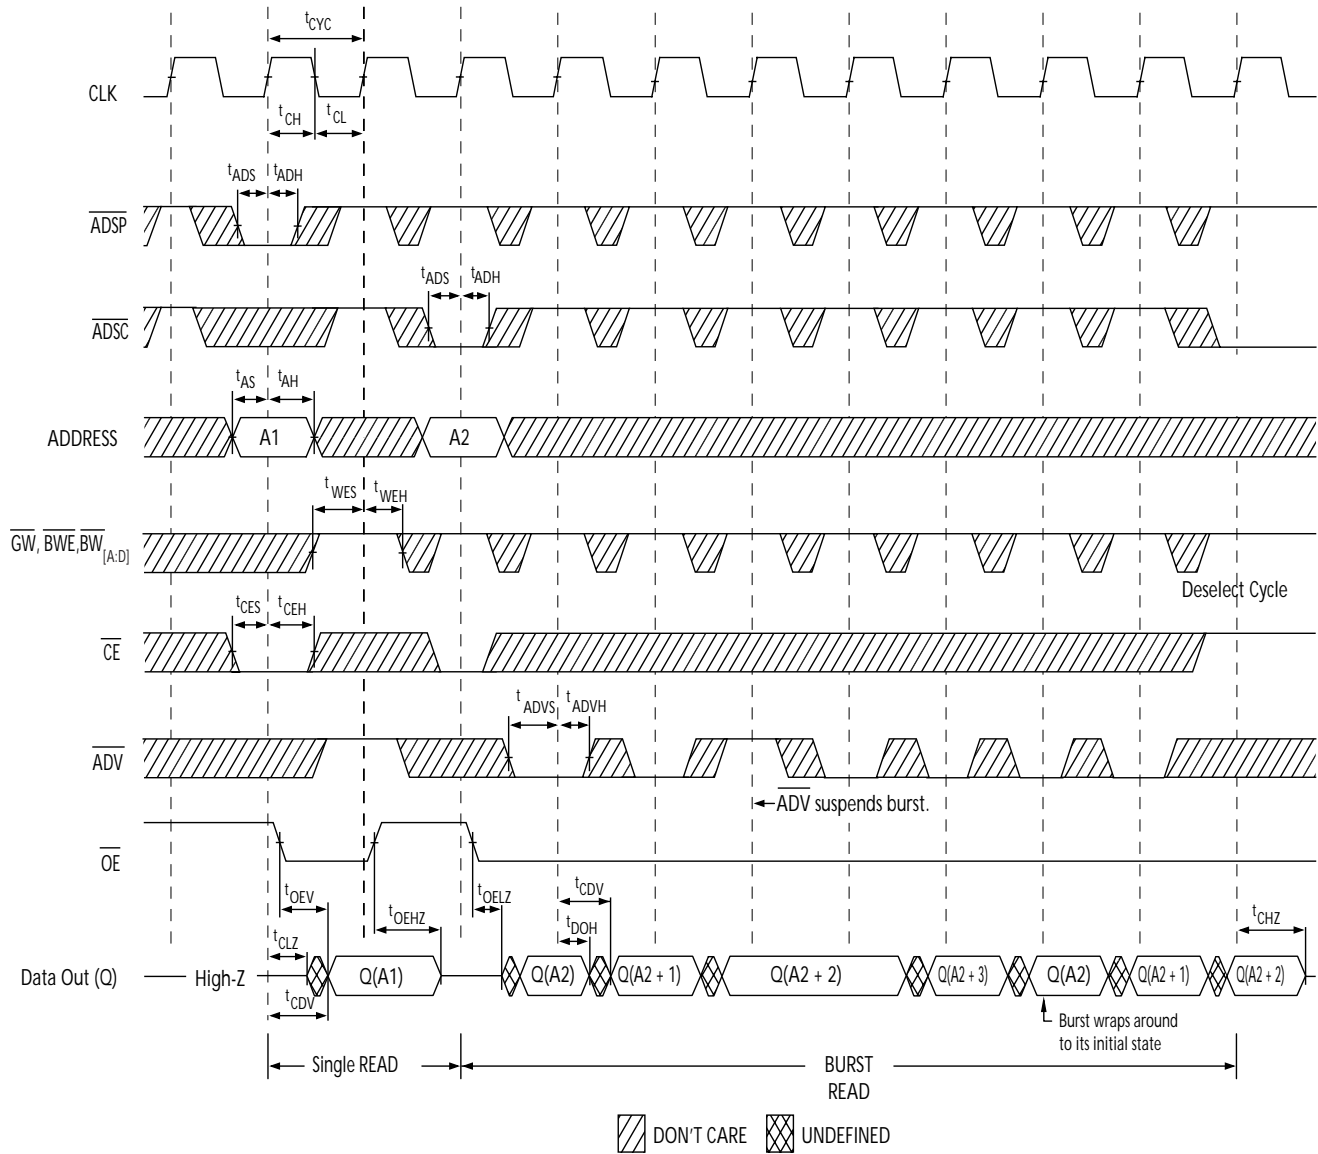 tCYC
CLK
tCH
tCL
tADS
tADH
ADSP
tADS
tADH
ADSC
tAS
tAH
ADDRESS
A1
A2
tWES
tWEH
GW, BWE,BW[A:D]
Deselect Cycle
tCES
tCEH
CE
tADVS
tADVH
ADV
ADV suspends burst.
OE
tOEV
tOEHZ
tOELZ
tCDV
tDOH
tCHZ
tCLZ
Data Out (Q)
High-Z
Q(A1)
Q(A2)
Q(A2 + 1)
Q(A2 + 2)
Q(A2 + 3)
Q(A2)
Q(A2 + 1)
Q(A2 + 2)
tCDV
Burst wraps around
to its initial state
Single READ
BURST
READ
DON'T CARE
UNDEFINED